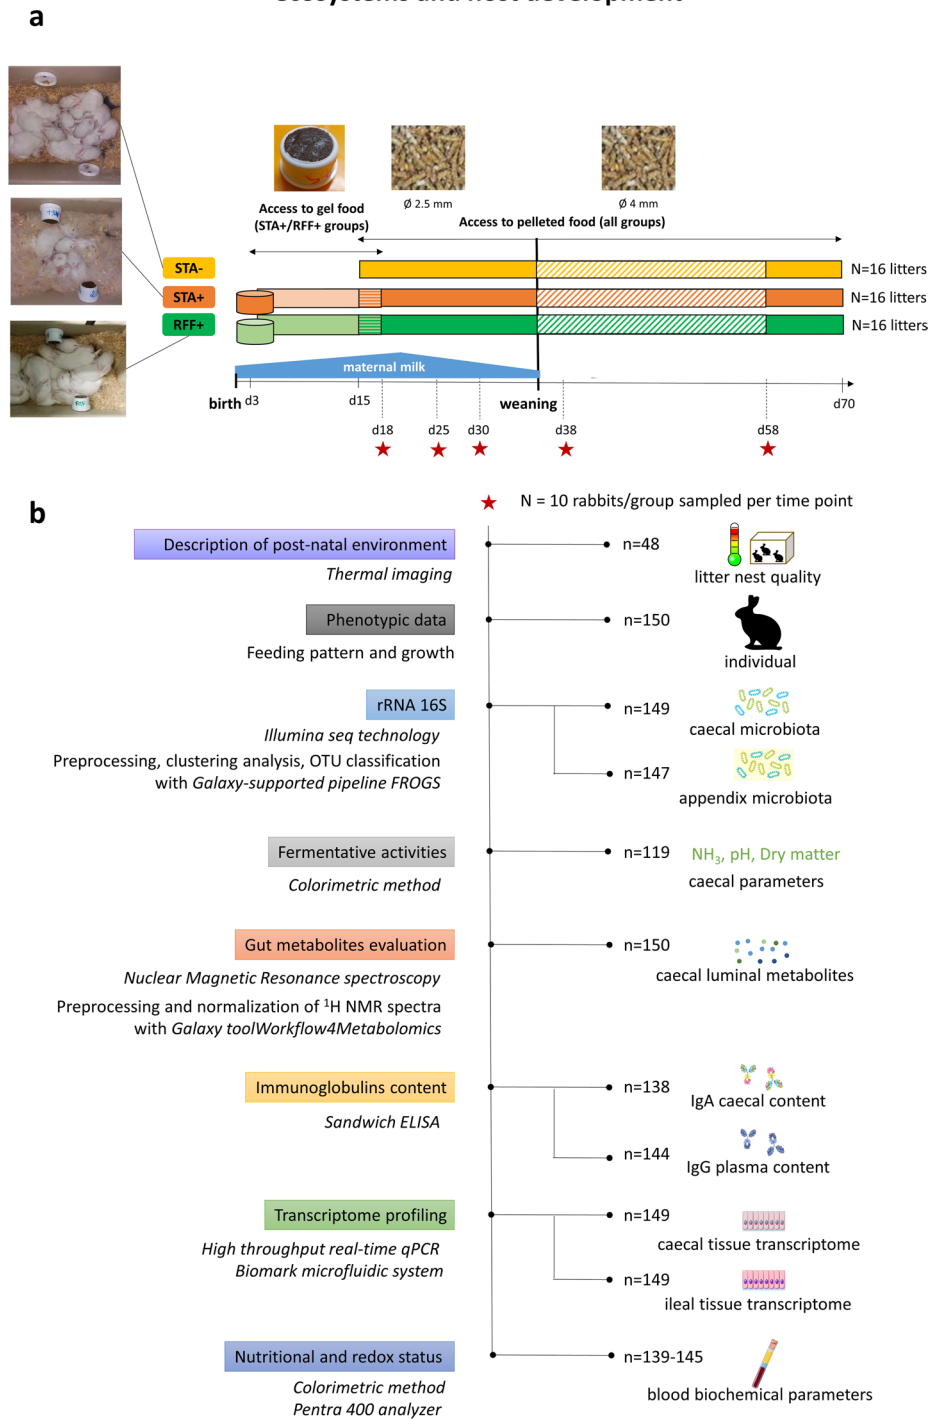 ecosystems and host development
a
Access to gel food
(STA+/RFF+ groups)
Ø 2.5 mm
Ø 4 mm
Access to pelleted food (all groups)
STA-
N=16 litters
STA+
N=16 litters
RFF+
N=16 litters
maternal milk
birth
d3
d15
weaning
d70
d18
d25
d30
d38
d58
b
N = 10 rabbits/group sampled per time point
Description of post-natal environment
Thermal imaging
n=48
litter nest quality
Phenotypic data
Feeding pattern and growth
n=150
individual
rRNA 16S
Illumina seq technology
Preprocessing, clustering analysis, OTU classification
with Galaxy-supported pipeline FROGS
n=149
caecal microbiota
n=147
appendix microbiota
Fermentative activities
Colorimetric method
n=119
NH3, pH, Dry matter
caecal parameters
Gut metabolites evaluation
Nuclear Magnetic Resonance spectroscopy
Preprocessing and normalization of ¹H NMR spectra
with Galaxy toolWorkflow4Metabolomics
n=150
caecal luminal metabolites
Immunoglobulins content
Sandwich ELISA
n=138
IgA caecal content
n=144
IgG plasma content
Transcriptome profiling
High throughput real-time qPCR
Biomark microfluidic system
n=149
caecal tissue transcriptome
n=149
ileal tissue transcriptome
Nutritional and redox status
Colorimetric method
Pentra 400 analyzer
n=139-145
blood biochemical parameters